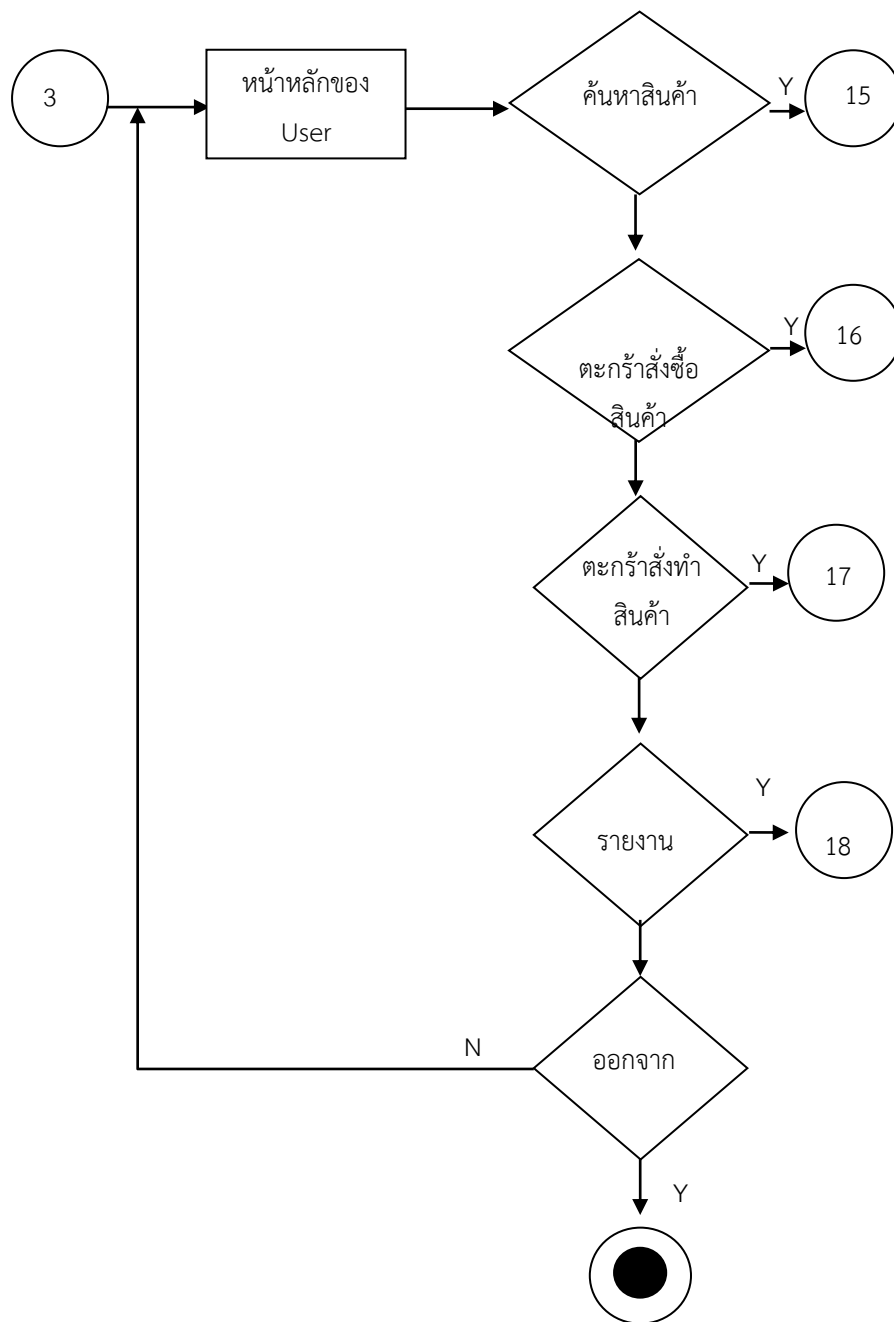 3
หน้าหลักของ
User
ค้นหาสินค้า
Y
15
ตะกร้าสั่งซื้อ
สินค้า
Y
16
ตะกร้าสั่งทำ
สินค้า
Y
17
รายงาน
Y
18
ออกจาก
N
Y